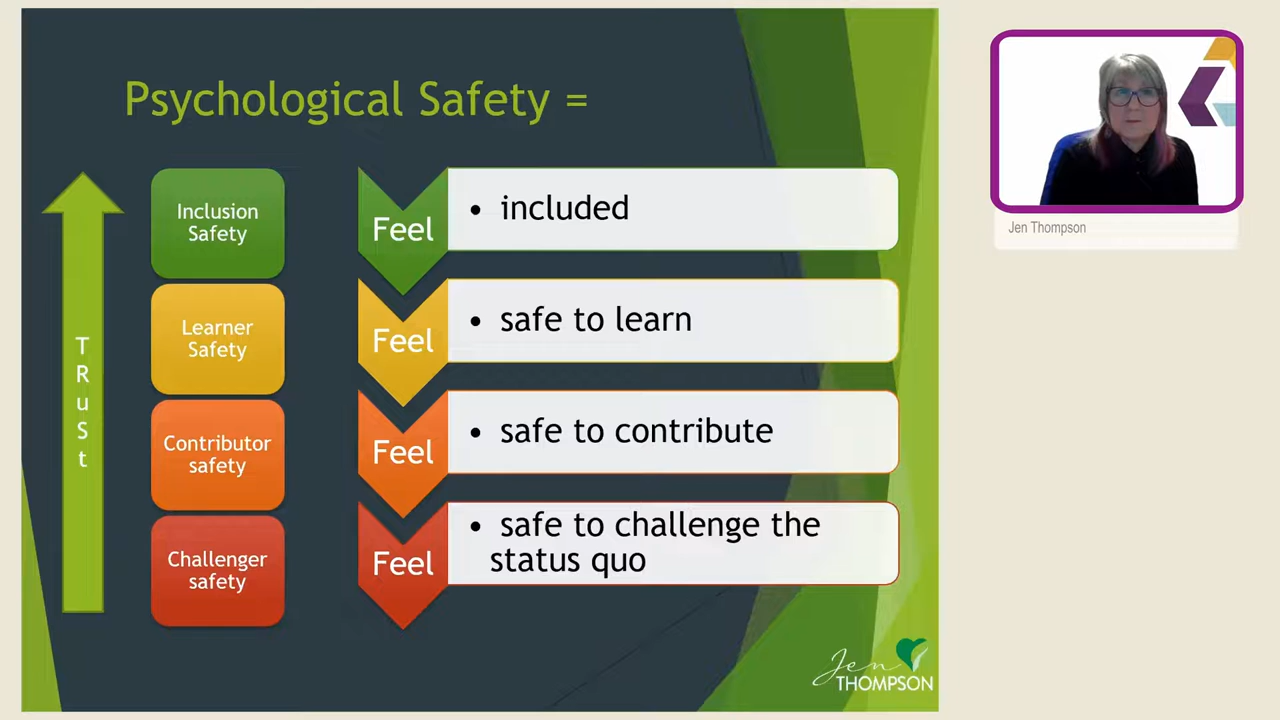 Psychological Safety =
T
R
u
S
t
Inclusion
Safety
Feel
• included
Learner
Safety
Feel
• safe to learn
Contributor
safety
Feel
• safe to contribute
Challenger
safety
Feel
• safe to challenge the
status quo
Jen
THOMPSON
Jen Thompson